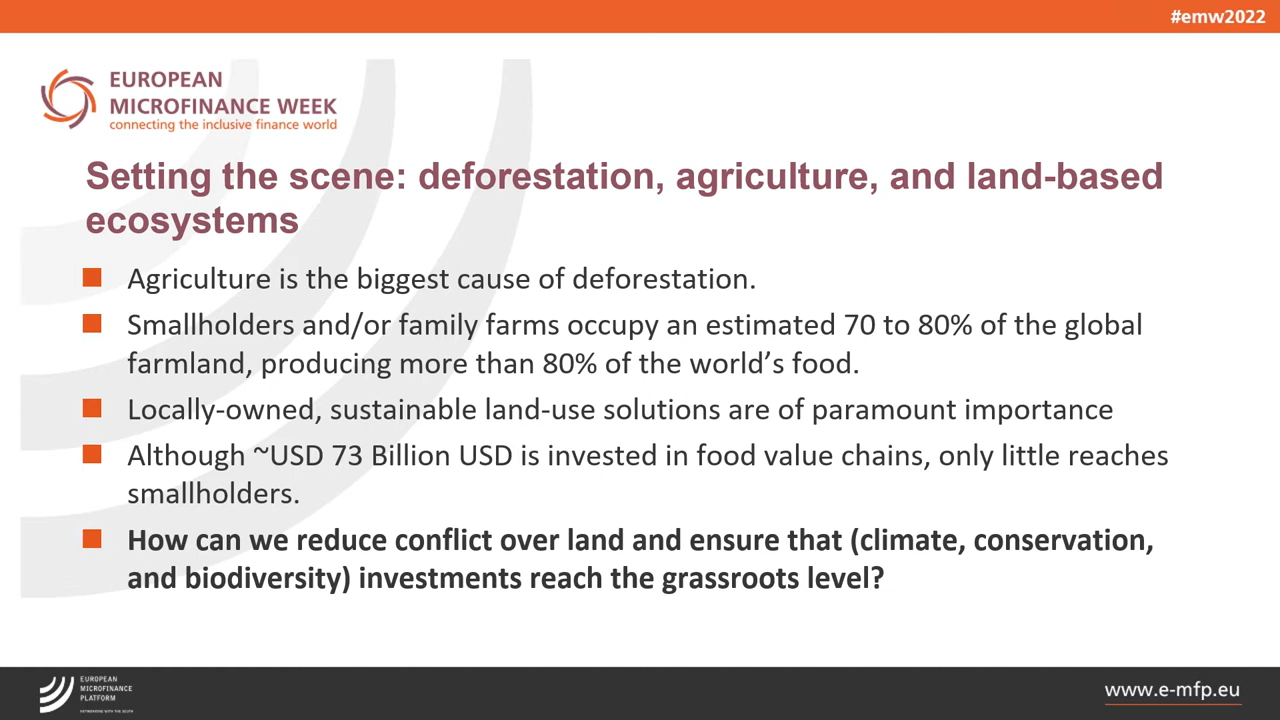 #emw2022
EUROPEAN
MICROFINANCE WEEK
connecting the inclusive finance world
Setting the scene: deforestation, agriculture, and land-based
ecosystems
Agriculture is the biggest cause of deforestation.
Smallholders and/or family farms occupy an estimated 70 to 80% of the global
farmland, producing more than 80% of the world’s food.
Locally-owned, sustainable land-use solutions are of paramount importance
Although ~USD 73 Billion USD is invested in food value chains, only little reaches
smallholders.
How can we reduce conflict over land and ensure that (climate, conservation,
and biodiversity) investments reach the grassroots level?
EUROPEAN
MICROFINANCE
PLATFORM
NETWORKING WITH THE SOUTH
www.e-mfp.eu